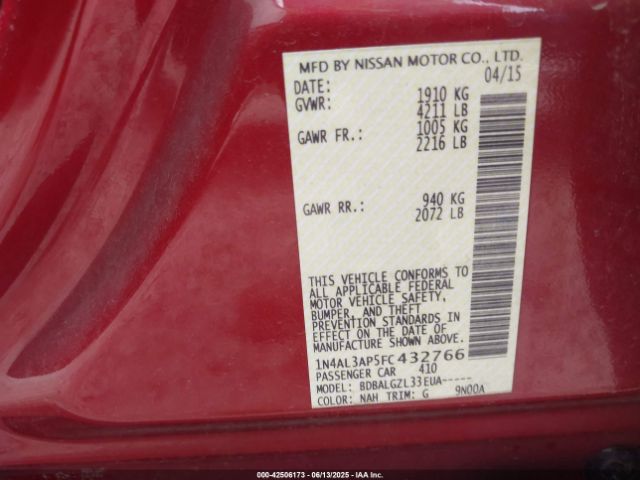 MFD BY NISSAN MOTOR CO., LTD.
DATE: 04/15
GVWR: 1910 KG
4211 LB
GAWR FR.: 1005 KG
2216 LB
GAWR RR.: 940 KG
2072 LB
THIS VEHICLE CONFORMS TO
ALL APPLICABLE FEDERAL
MOTOR VEHICLE SAFETY,
BUMPER, AND THEFT
PREVENTION STANDARDS IN
EFFECT ON THE DATE OF
MANUFACTURE SHOWN ABOVE.
1N4AL3AP5FC432766
PASSENGER CAR 410
MODEL: BDBALGZL33EUA-----
COLOR: NAH TRIM: G 9N00A
000-42506173 - 06/13/2025 - IAA Inc.